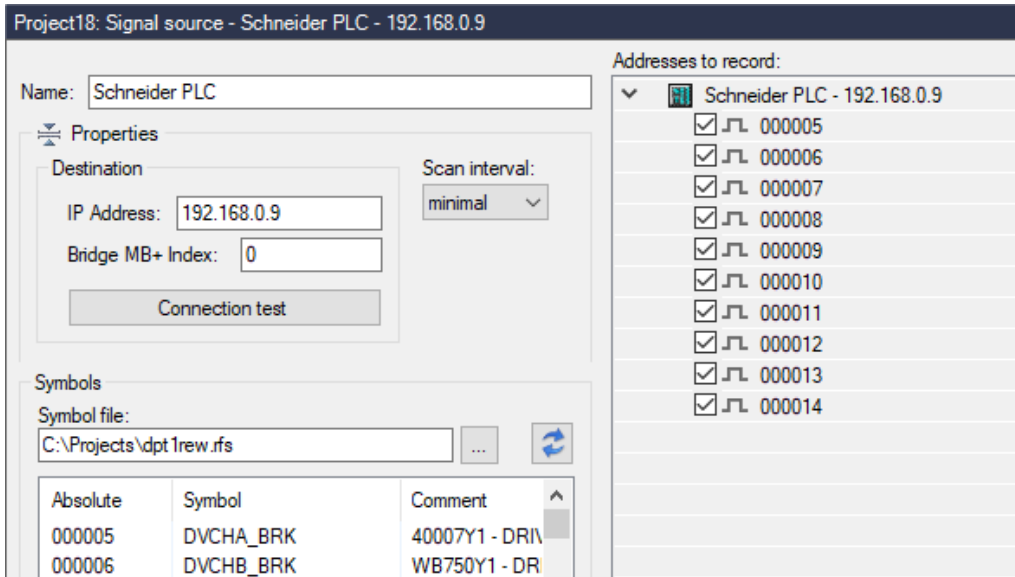 Project18: Signal source - Schneider PLC - 192.168.0.9
Name: Schneider PLC
Properties
Destination
IP Address: 192.168.0.9
Bridge MB+ Index: 0
Connection test
Scan interval:
minimal
Symbols
Symbol file:
C:\Projects\dpt1rew.rfs ...
Absolute Symbol Comment
000005 DVCHA_BRK 40007Y1 - DRIV
000006 DVCHB_BRK WB750Y1 - DRI
Addresses to record:
Schneider PLC - 192.168.0.9
000005
000006
000007
000008
000009
000010
000011
000012
000013
000014